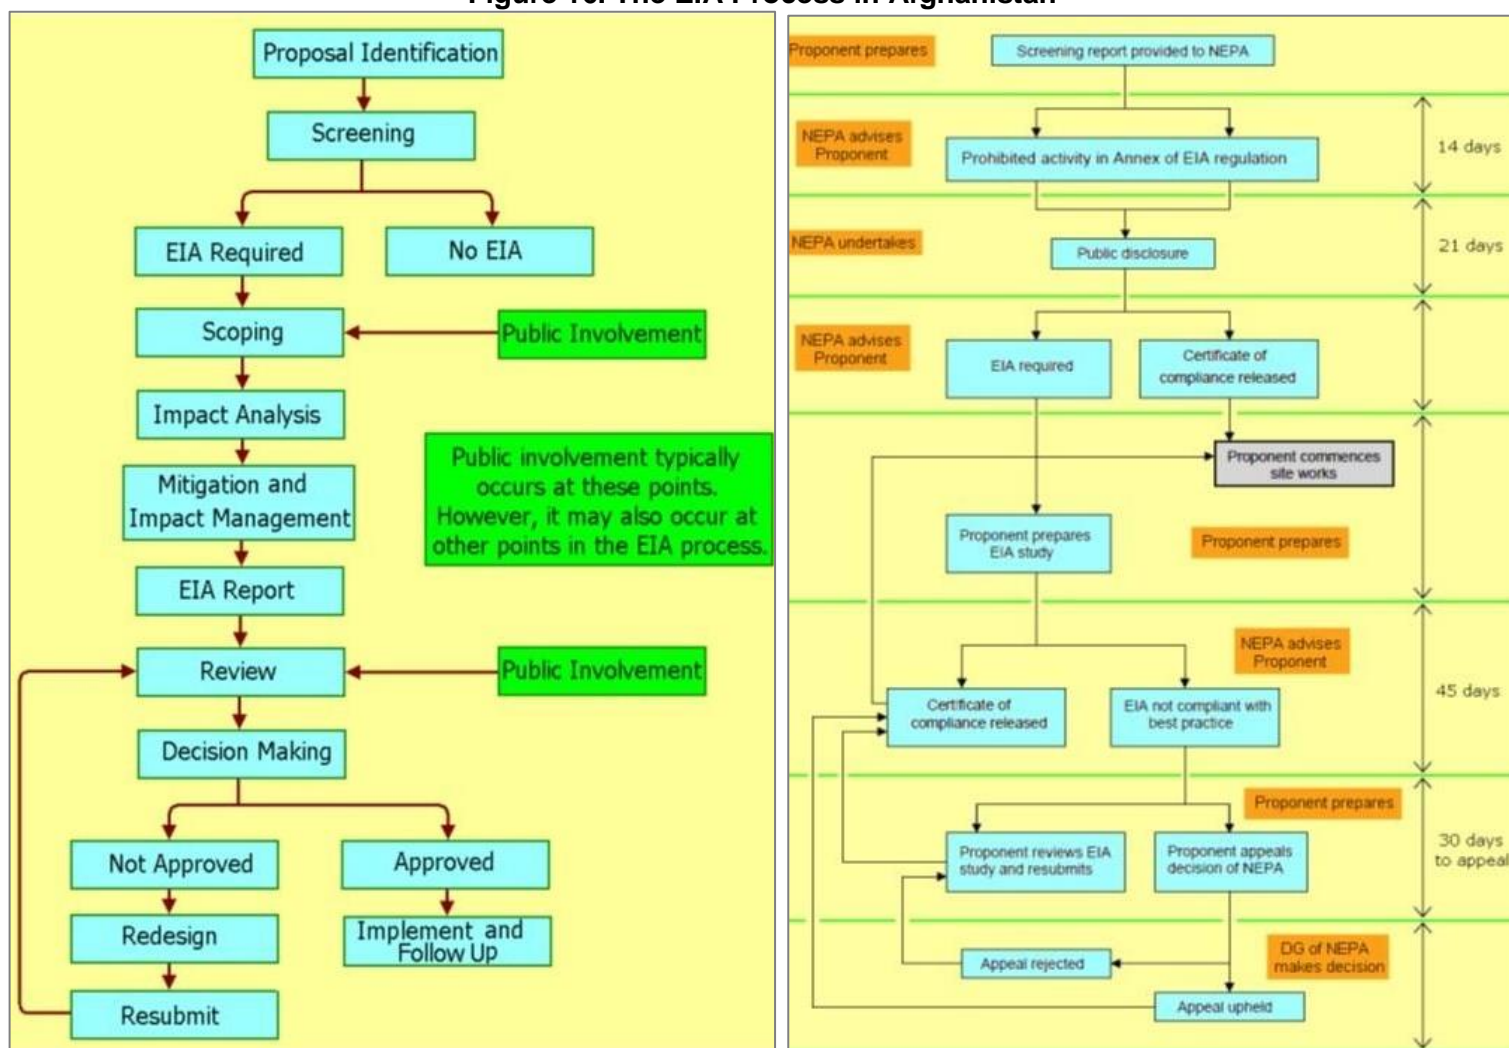 Figure 16: The EIA Process in Afghanistan
Proposal Identification
Screening
EIA Required
No EIA
Scoping
Public Involvement
Impact Analysis
Mitigation and
Impact Management
Public involvement typically
occurs at these points.
However, it may also occur at
other points in the EIA process.
EIA Report
Review
Public Involvement
Decision Making
Not Approved
Approved
Redesign
Implement and
Follow Up
Resubmit
Proponent prepares
Screening report provided to NEPA
NEPA advises
Proponent
Prohibited activity in Annex of EIA regulation
14 days
NEPA undertakes
Public disclosure
21 days
NEPA advises
Proponent
EIA required
Certificate of
compliance released
Proponent commences
site works
Proponent prepares
EIA study
Proponent prepares
NEPA advises
Proponent
Certificate of
compliance released
EIA not compliant with
best practice
45 days
Proponent prepares
Proponent reviews EIA
study and resubmits
Proponent appeals
decision of NEPA
30 days
to appeal
DG of NEPA
makes decision
Appeal rejected
Appeal upheld